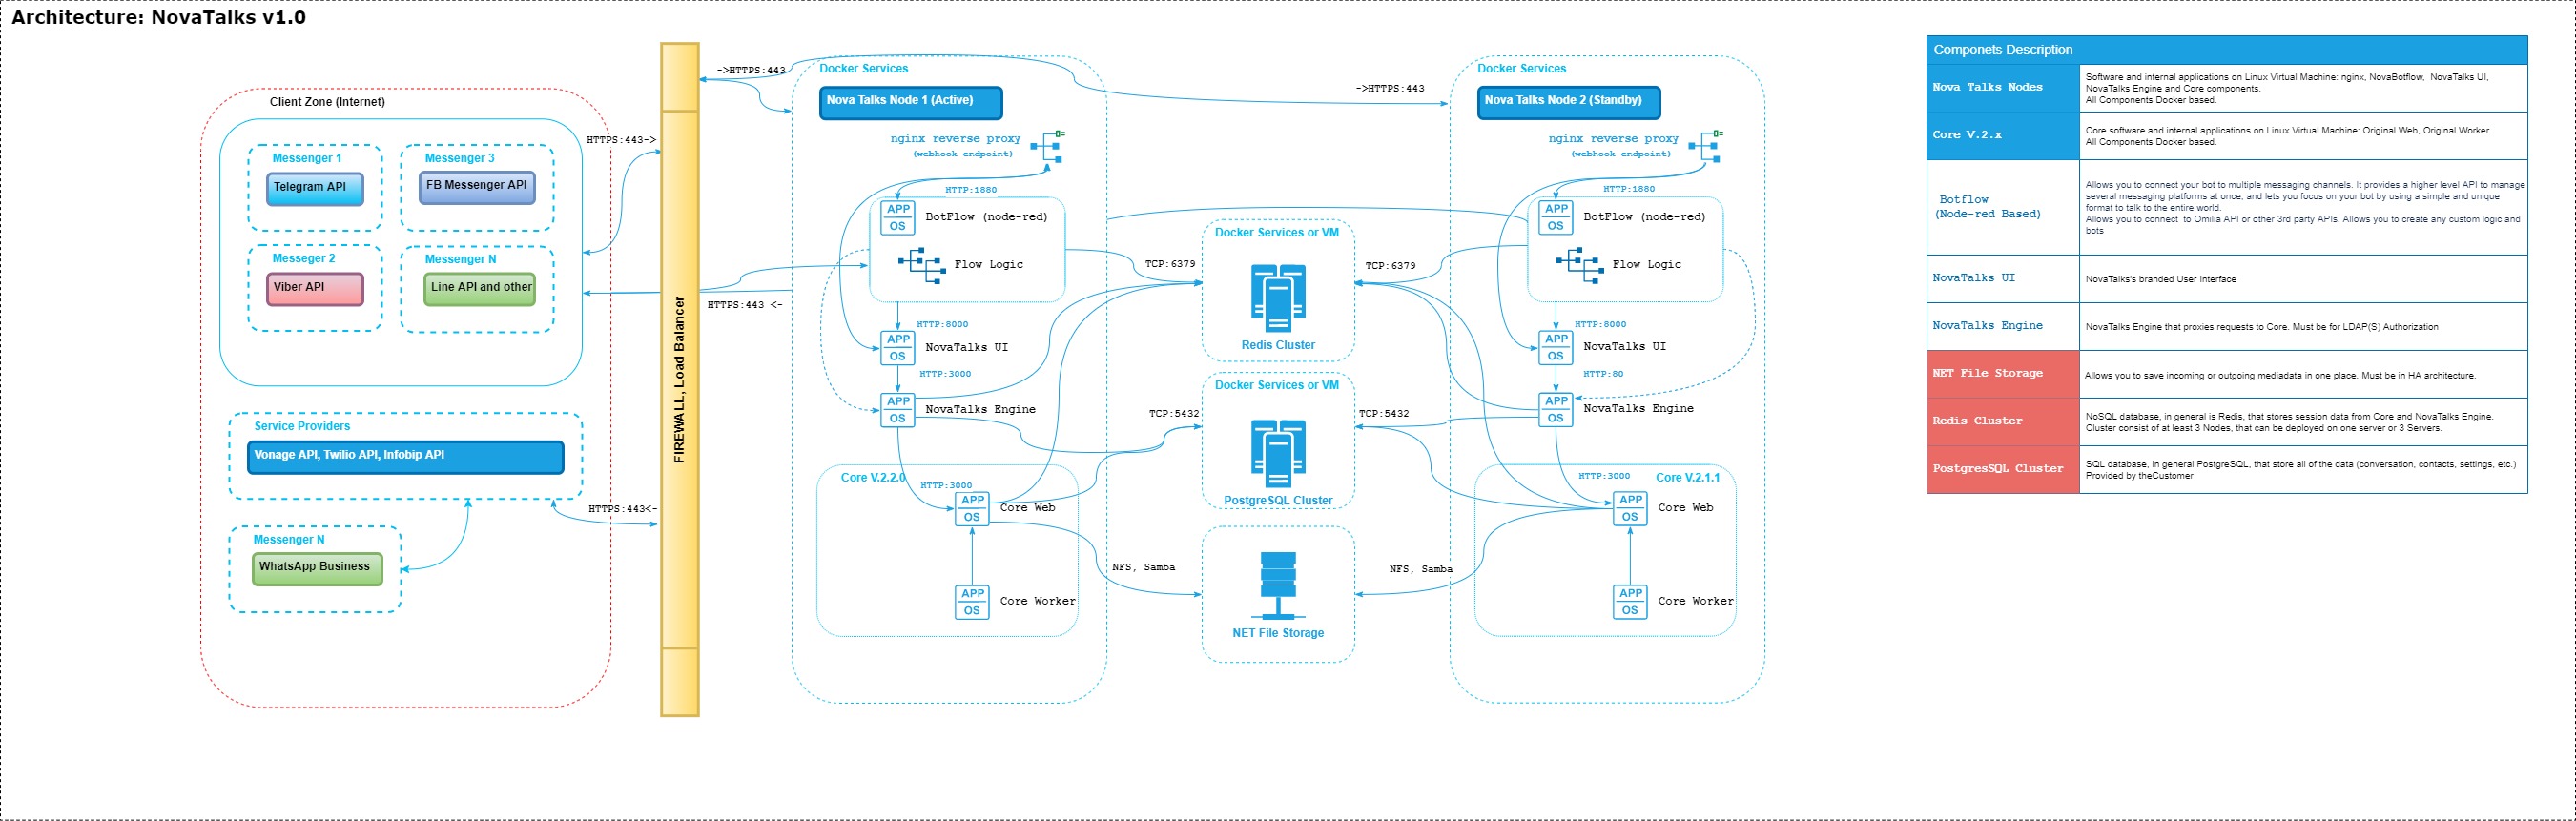 Architecture: NovaTalks v1.0
Client Zone (Internet)
Messenger 1
Telegram API
Messenger 3
FB Messenger API
Messeger 2
Viber API
Messenger N
Line API and other
Service Providers
Vonage API, Twilio API, Infobip API
Messenger N
WhatsApp Business
HTTPS:443->
HTTPS:443<-
FIREWALL, Load Balancer
->HTTPS:443
HTTPS:443 <-
Docker Services
Nova Talks Node 1 (Active)
nginx reverse proxy
(webhook endpoint)
HTTP:1880
APP
OS
BotFlow (node-red)
Flow Logic
HTTP:8000
APP
OS
NovaTalks UI
HTTP:3000
APP
OS
NovaTalks Engine
Core V.2.2.0
HTTP:3000
APP
OS
Core Web
APP
OS
Core Worker
TCP:6379
TCP:5432
NFS, Samba
Docker Services or VM
Redis Cluster
Docker Services or VM
PostgreSQL Cluster
NET File Storage
->HTTPS:443
TCP:6379
TCP:5432
NFS, Samba
Docker Services
Nova Talks Node 2 (Standby)
nginx reverse proxy
(webhook endpoint)
HTTP:1880
APP
OS
BotFlow (node-red)
Flow Logic
HTTP:8000
APP
OS
NovaTalks UI
HTTP:80
APP
OS
NovaTalks Engine
HTTP:3000
Core V.2.1.1
APP
OS
Core Web
APP
OS
Core Worker
Componets Description
Nova Talks Nodes
Software and internal applications on Linux Virtual Machine: nginx, NovaBotflow, NovaTalks UI,
NovaTalks Engine and Core components.
All Components Docker based.
Core V.2.x
Core software and internal applications on Linux Virtual Machine: Original Web, Original Worker.
All Components Docker based.
Botflow
(Node-red Based)
Allows you to connect your bot to multiple messaging channels. It provides a higher level API to manage
several messaging platforms at once, and lets you focus on your bot by using a simple and unique
format to talk to the entire world.
Allows you to connect to Omilia API or other 3rd party APIs. Allows you to create any custom logic and
bots
NovaTalks UI
NovaTalks's branded User Interface
NovaTalks Engine
NovaTalks Engine that proxies requests to Core. Must be for LDAP(S) Authorization
NET File Storage
Allows you to save incoming or outgoing mediadata in one place. Must be in HA architecture.
Redis Cluster
NoSQL database, in general is Redis, that stores session data from Core and NovaTalks Engine.
Cluster consist of at least 3 Nodes, that can be deployed on one server or 3 Servers.
PostgresSQL Cluster
SQL database, in general PostgreSQL, that store all of the data (conversation, contacts, settings, etc.)
Provided by theCustomer